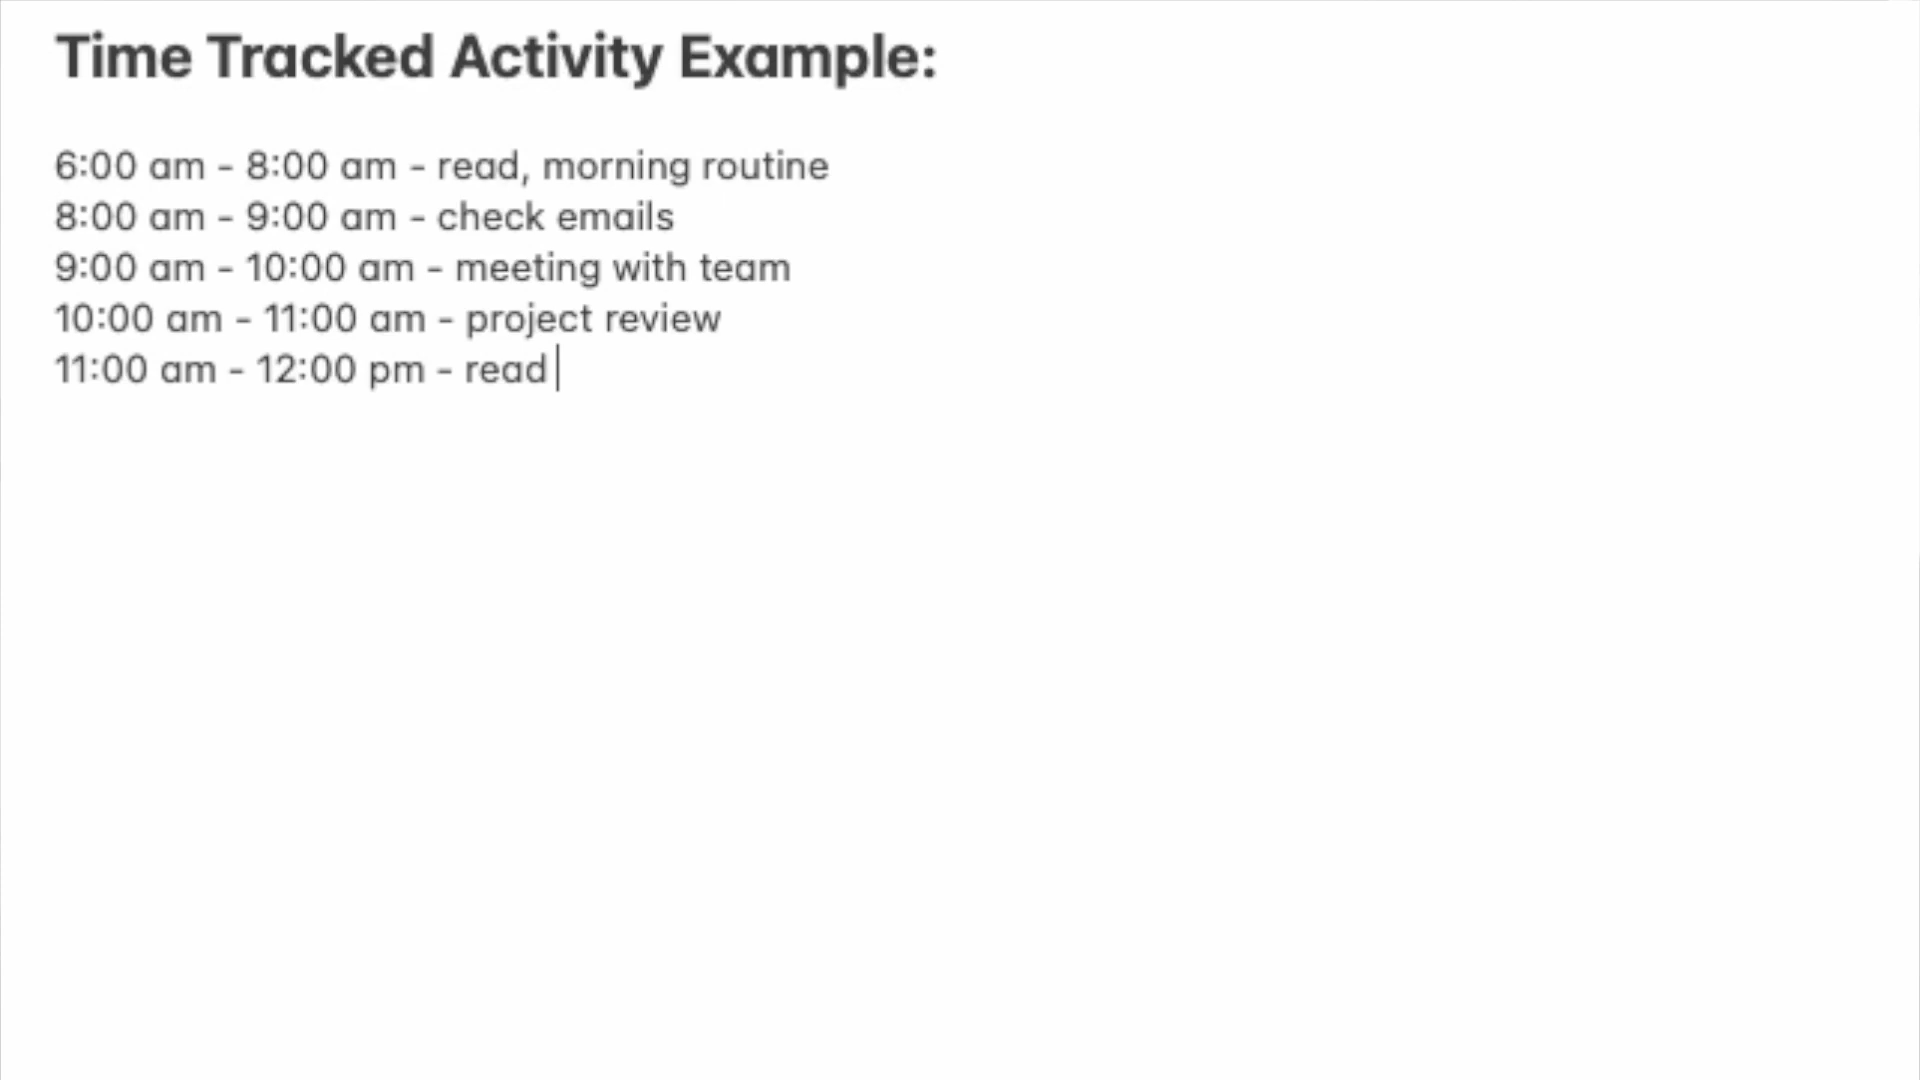 Time Tracked Activity Example:
6:00 am - 8:00 am - read, morning routine
8:00 am - 9:00 am - check emails
9:00 am - 10:00 am - meeting with team
10:00 am - 11:00 am - project review
11:00 am - 12:00 pm - read